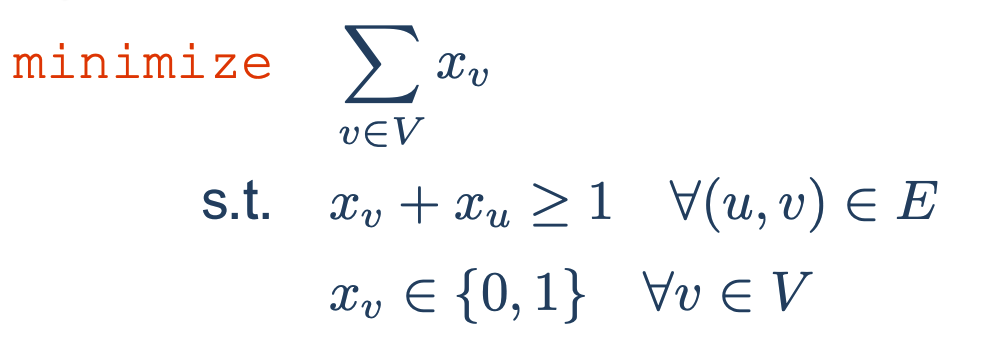 minimize ∑_{v∈V} x_v
s.t. x_v + x_u ≥ 1 ∀(u, v) ∈ E
x_v ∈ {0, 1} ∀v ∈ V